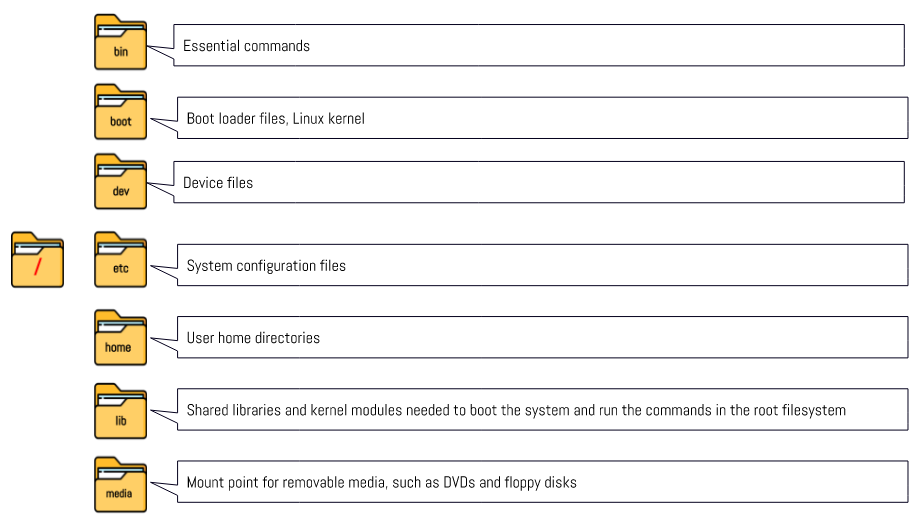 bin
Essential commands
boot
Boot loader files, Linux kernel
dev
Device files
/
etc
System configuration files
home
User home directories
lib
Shared libraries and kernel modules needed to boot the system and run the commands in the root filesystem
media
Mount point for removable media, such as DVDs and floppy disks